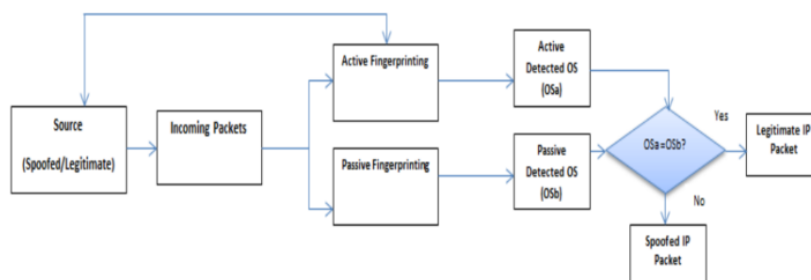 Source
(Spoofed/Legitimate)
Incoming Packets
Active Fingerprinting
Passive Fingerprinting
Active
Detected OS
(OSa)
Passive
Detected OS
(OSb)
OSa=OSb?
Yes
No
Legitimate IP
Packet
Spoofed IP
Packet